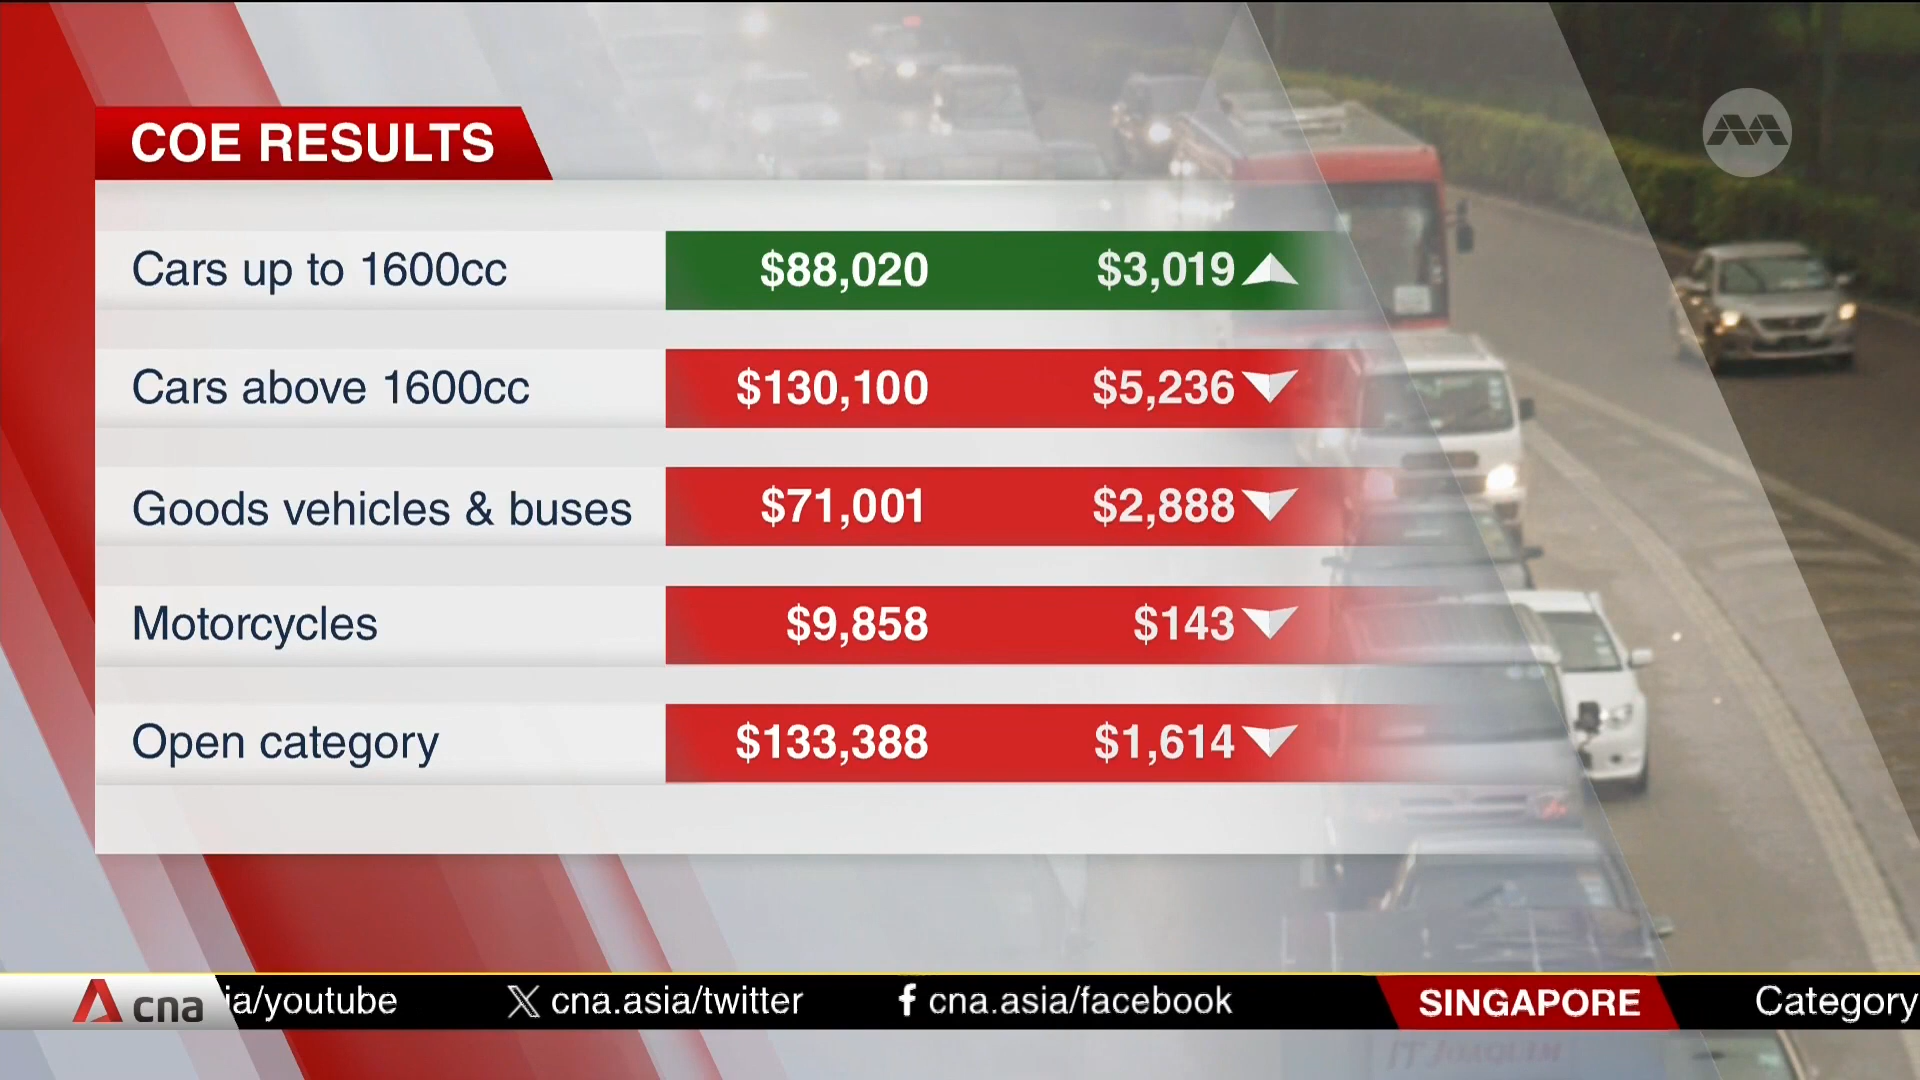 COE RESULTS
Cars up to 1600cc $88,020 $3,019
Cars above 1600cc $130,100 $5,236
Goods vehicles & buses $71,001 $2,888
Motorcycles $9,858 $143
Open category $133,388 $1,614
cna ia/youtube X cna.asia/twitter f cna.asia/facebook SINGAPORE Category